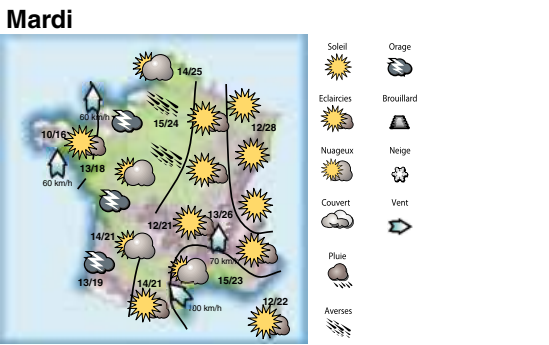 Mardi
14/25
60 km/h
15/24
10/16
12/28
13/18
60 km/h
13/26
12/21
14/21
70 km/h
13/19
14/21
15/23
100 km/h
12/22
Soleil
Orage
Eclaircies
Brouillard
Nuageux
Neige
Couvert
Vent
Pluie
Averses